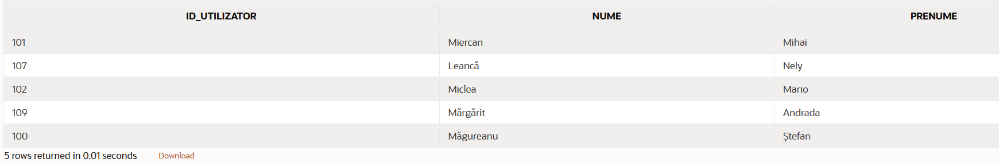 ID_UTILIZATOR NUME PRENUME
101 Miercan Mihai
107 Leancă Nely
102 Miclea Mario
109 Mărgărit Andrada
100 Măgureanu Ștefan
5 rows returned in 0.01 seconds Download